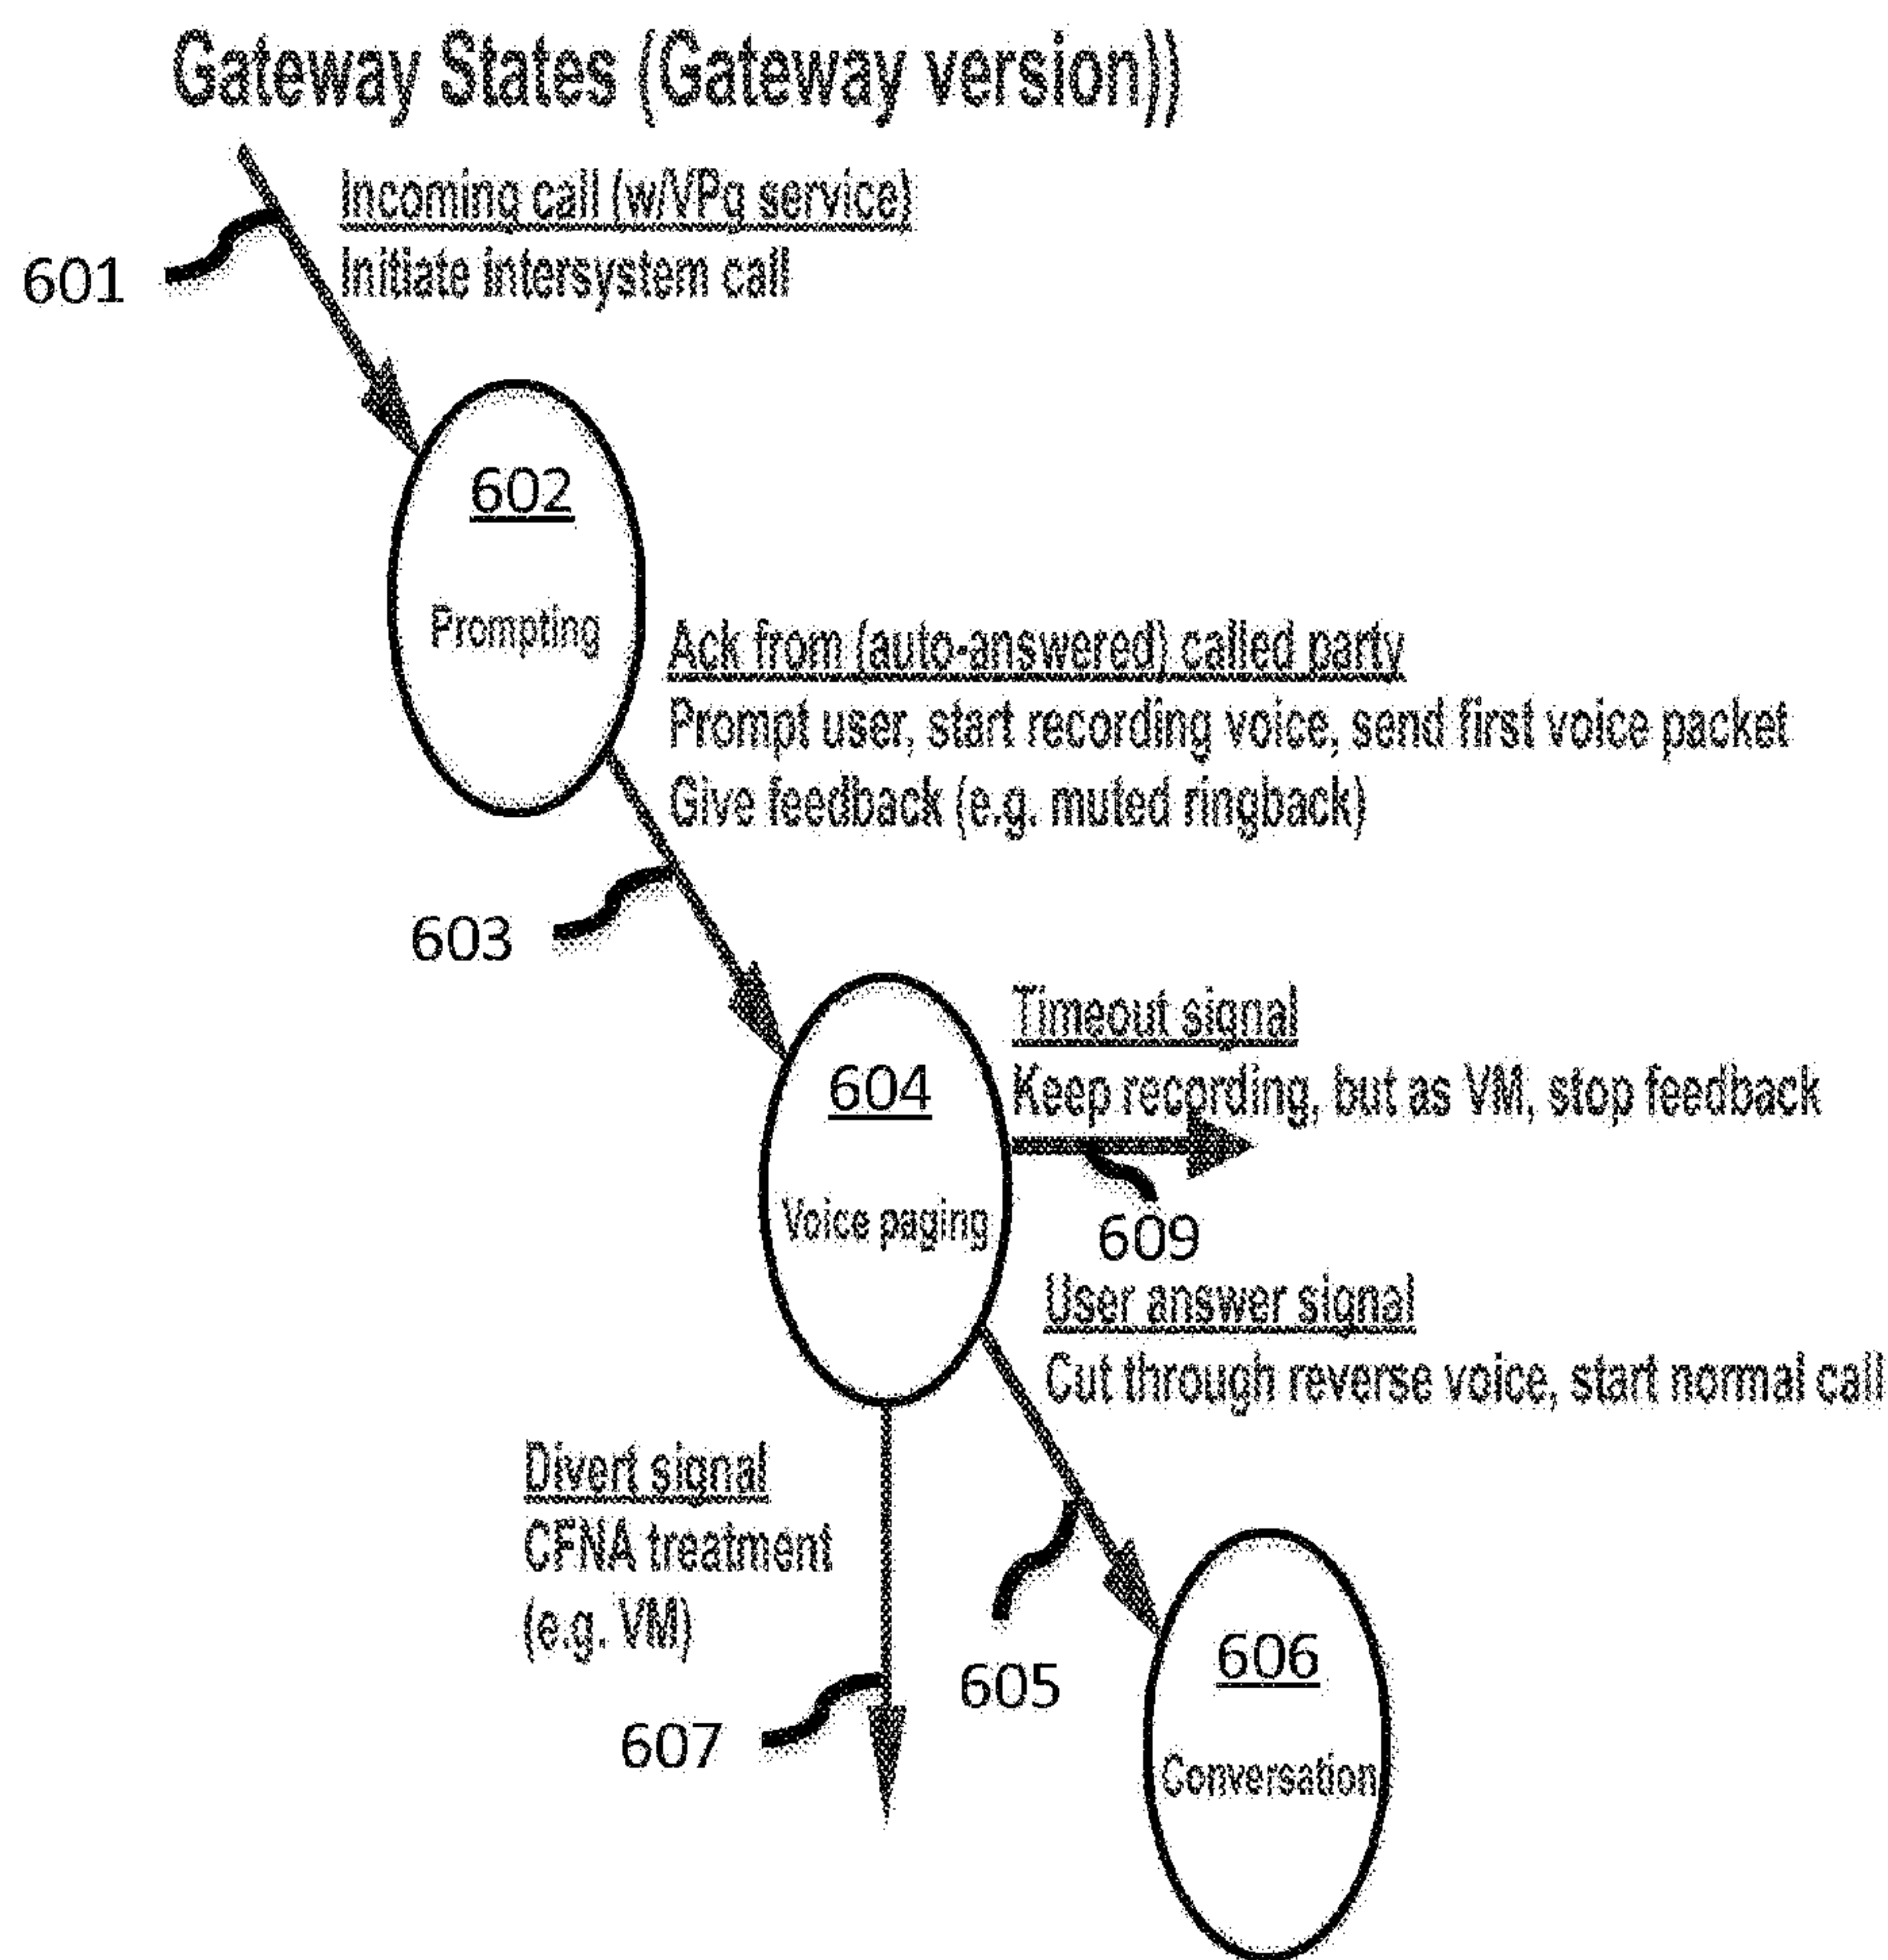 Gateway States (Gateway version))
Incoming call (w/VPg service)
Initiate intersystem call
601
602
Prompting
Ack from (auto-answered) called party
Prompt user, start recording voice, send first voice packet
Give feedback (e.g. muted ringback)
603
Timeout signal
604
Keep recording, but as VM, stop feedback
Voice paging
609
User answer signal
Cut through reverse voice, start normal call
Divert signal
CFNA treatment
(e.g. VM)
605
606
607
Conversation